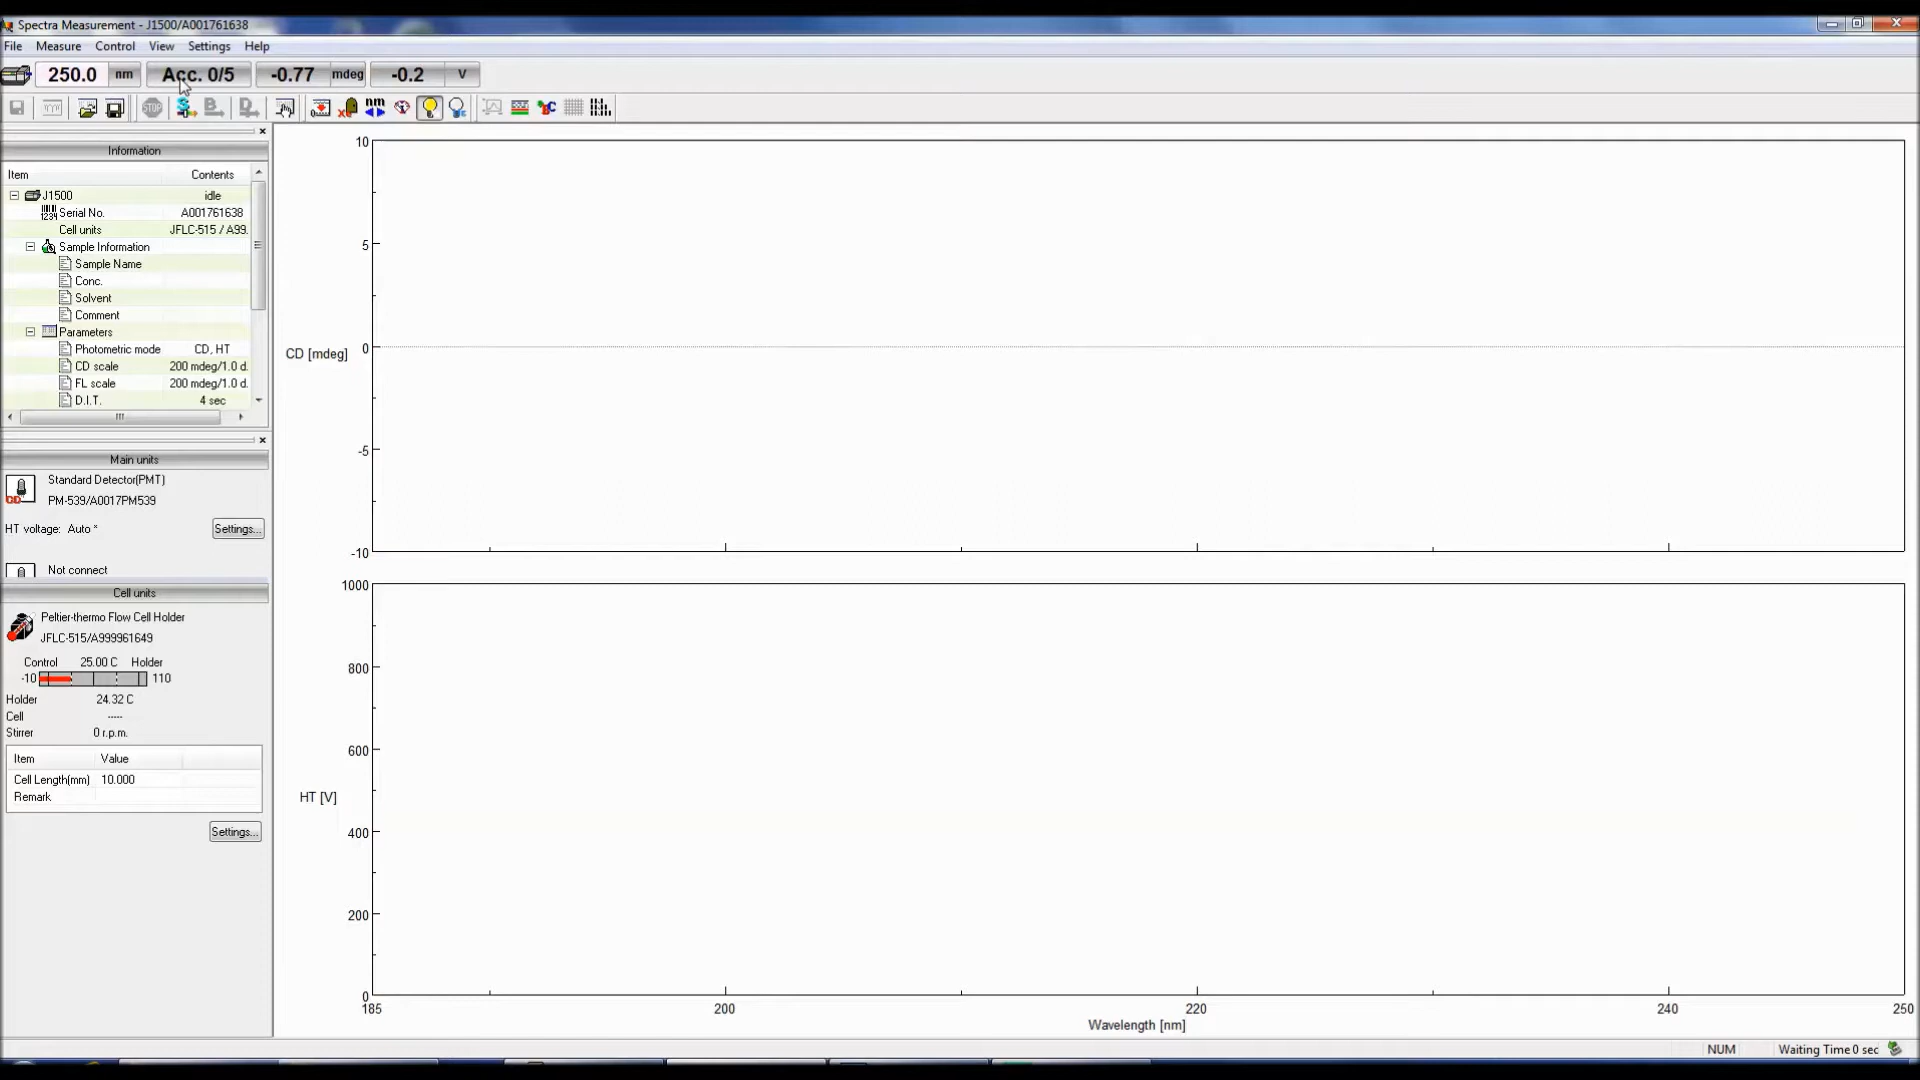 Spectra Measurement - J1500/A001761638
File Measure Control View Settings Help
250.0 nm Acc. 0/5 -0.77 mdeg -0.2 V
STOP S B D nm
Information
Item Contents
J1500 idle
Serial No. A001761638
Cell units JFLC-515 / A99.
Sample Information
Sample Name
Conc.
Solvent
Comment
Parameters
Photometric mode CD, HT
CD scale 200 mdeg/1.0 d.
FL scale 200 mdeg/1.0 d.
D.I.T. 4 sec
Main units
Standard Detector(PMT)
PM-539/A0017PM539
HT voltage: Auto * Settings...
Not connect
Cell units
Peltier-thermo Flow Cell Holder
JFLC-515/A999961649
Control 25.00 C Holder
-10 110
Holder 24.32 C
Cell -----
Stirrer 0 r.p.m.
Item Value
Cell Length(mm) 10.000
Remark
Settings...
10
5
CD [mdeg] 0
-5
-10
1000
800
600
HT [V]
400
200
0
185 200 220 240 250
Wavelength [nm]
NUM Waiting Time 0 sec